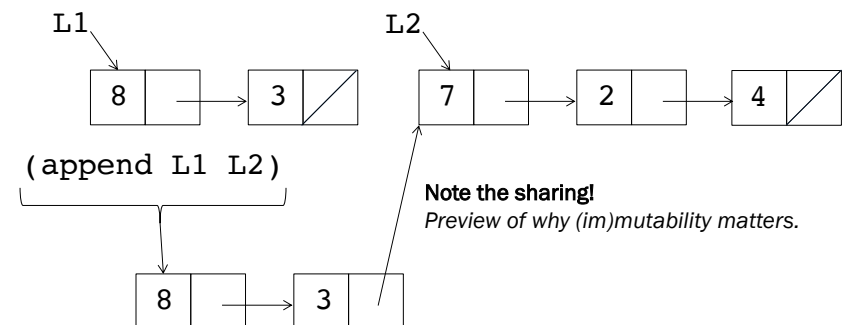 L1 L2
8 3 7 2 4
(append L1 L2)
Note the sharing!
Preview of why (im)mutability matters.
8 3